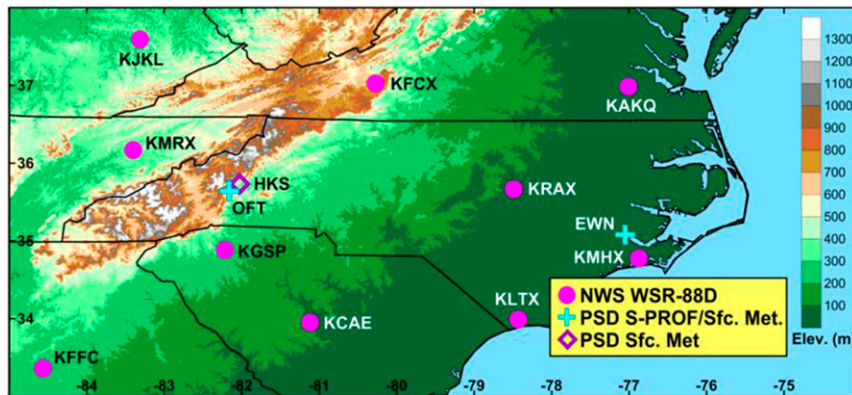 KJKL
KFCX
KAKQ
KMRX
HKS
OFT
KRAX
EWN
KMHX
KGSP
KLTX
KCAE
KFFC
NWS WSR-88D
PSD S-PROF/Sfc. Met.
PSD Sfc. Met
37
36
35
34
-84
-83
-82
-81
-80
-79
-78
-77
-76
-75
1300
1200
1100
1000
900
800
700
600
500
400
300
200
100
Elev. (m)